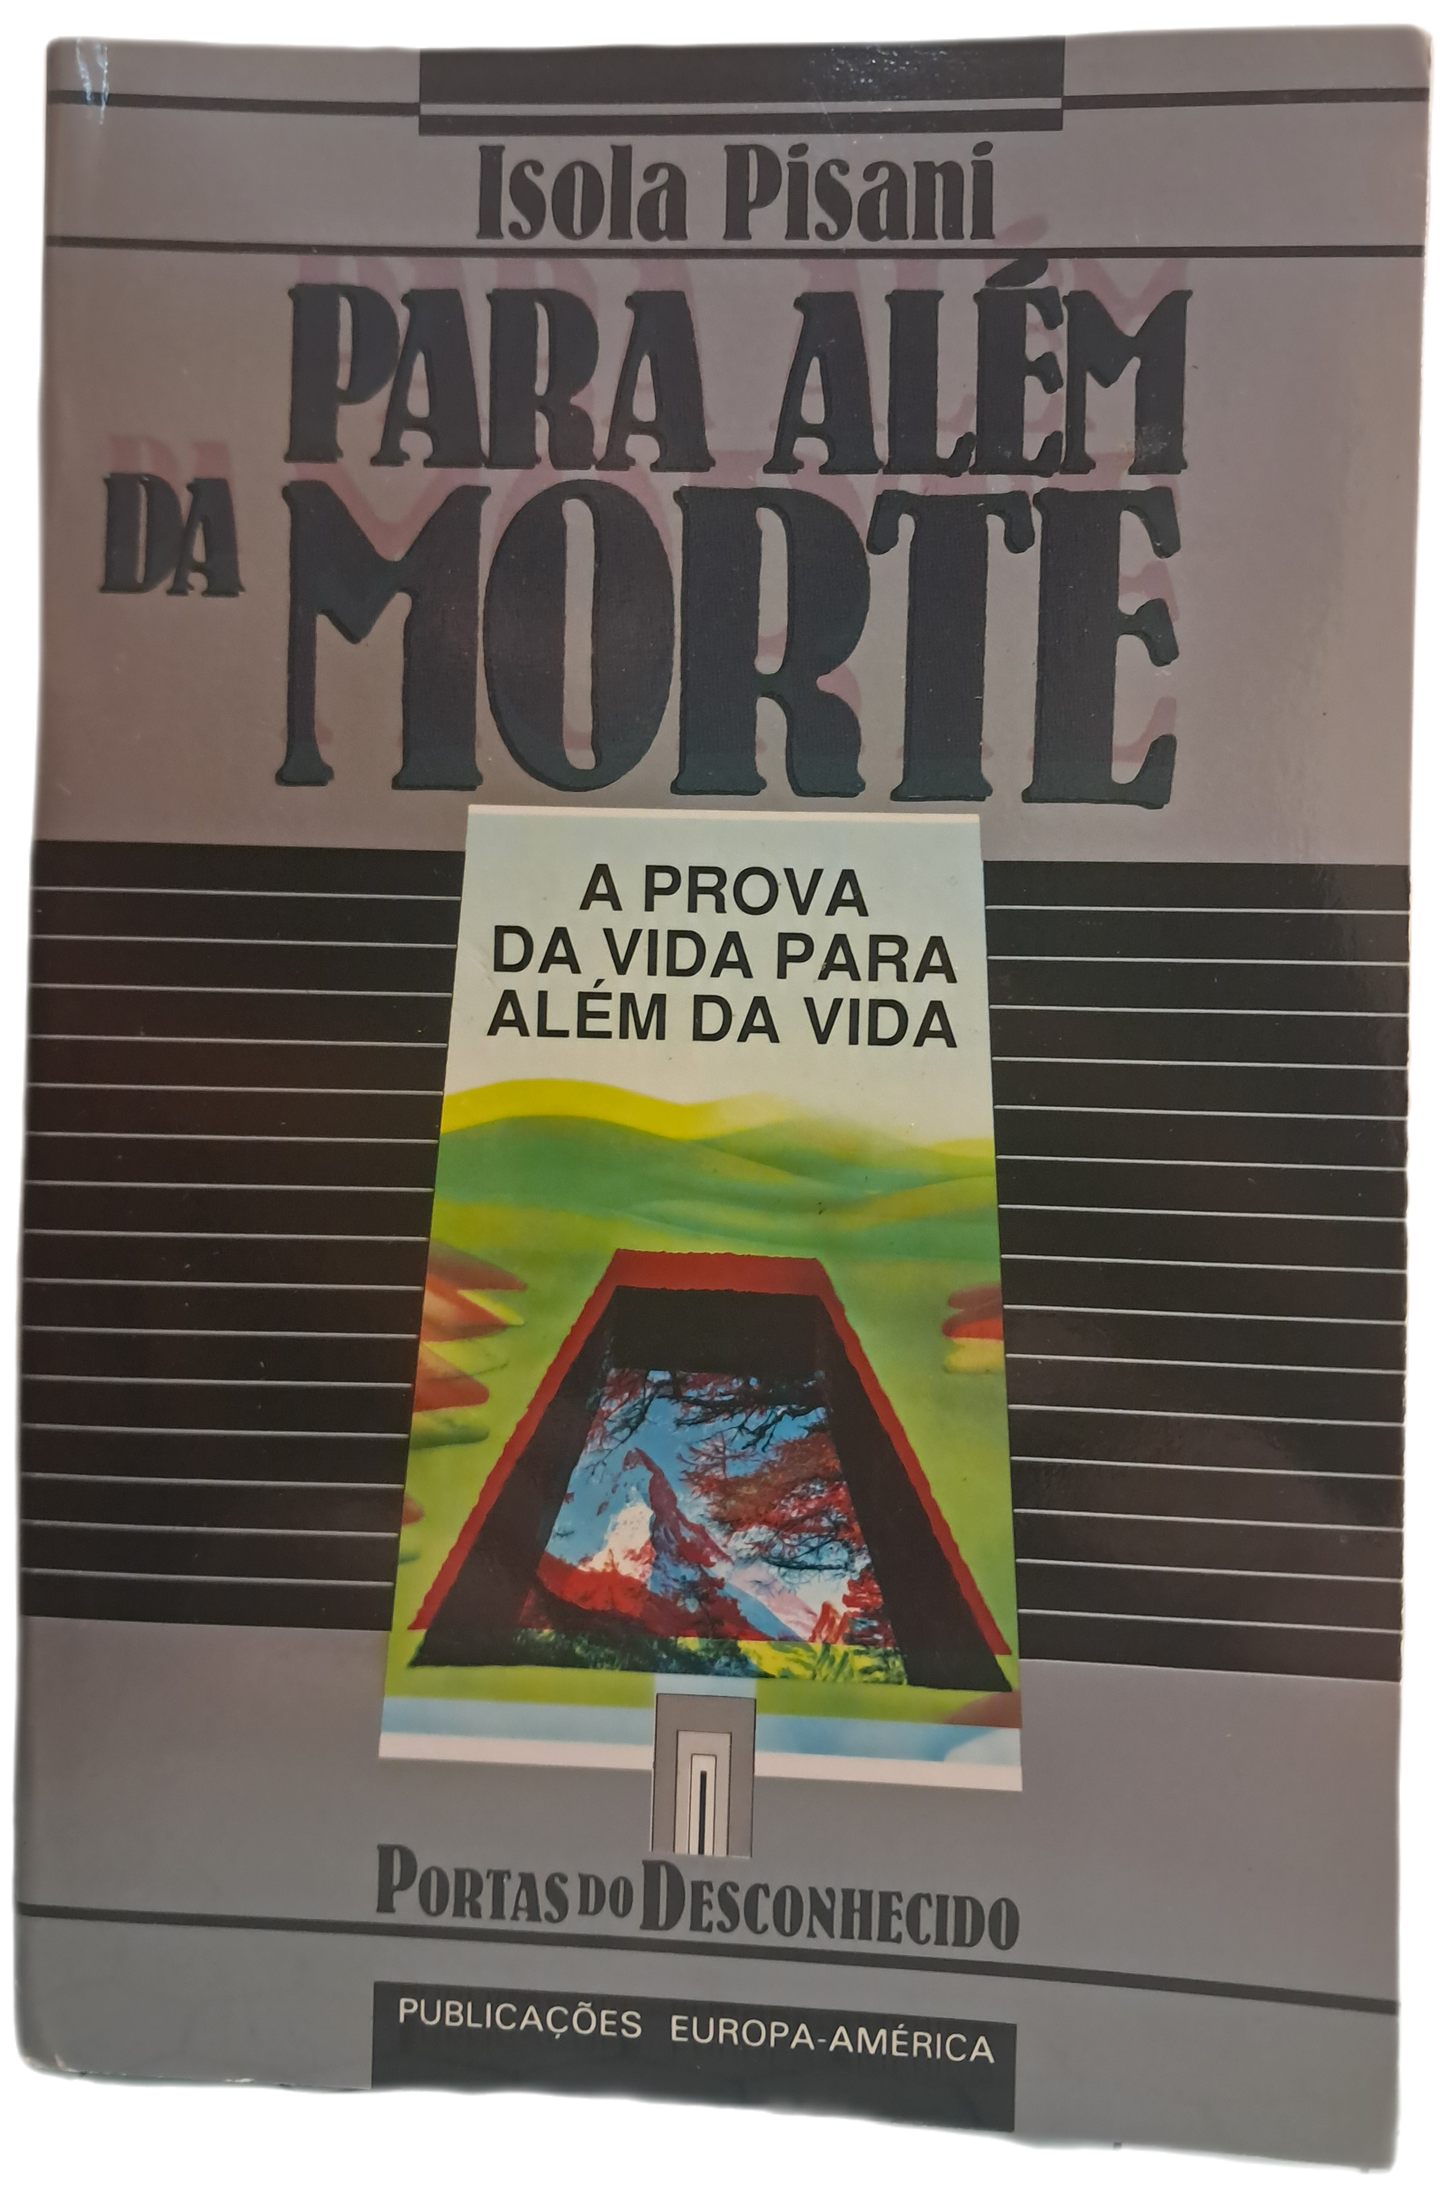 Isola Pisani
PARA ALÉM
DA MORTE
A PROVA
DA VIDA PARA
ALÉM DA VIDA
PORTAS DO DESCONHECIDO
PUBLICAÇÕES EUROPA-AMÉRICA